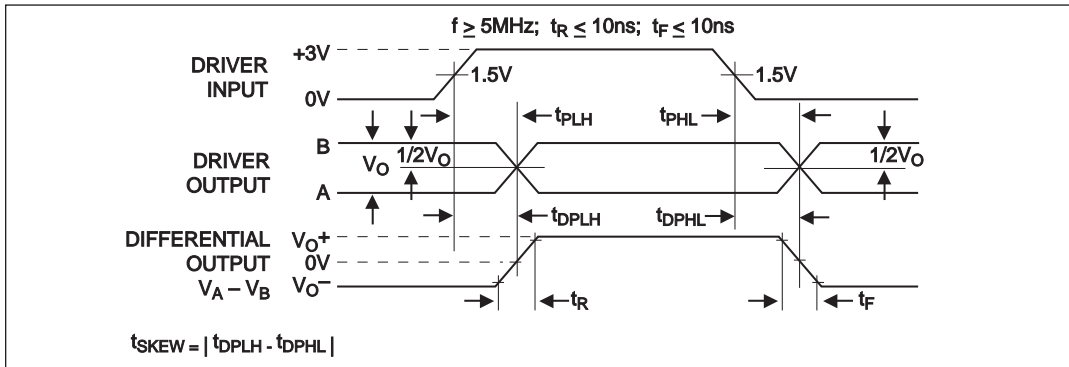 f ≥ 5MHz; tR ≤ 10ns; tF ≤ 10ns
+3V
DRIVER
INPUT
1.5V
1.5V
0V
tPLH
tPHL
B
DRIVER
OUTPUT
VO
1/2VO
1/2VO
A
tDPLH
tDPHL
DIFFERENTIAL
OUTPUT
VA – VB
VO+
0V
VO–
tR
tF
tSKEW = | tDPLH - tDPHL |